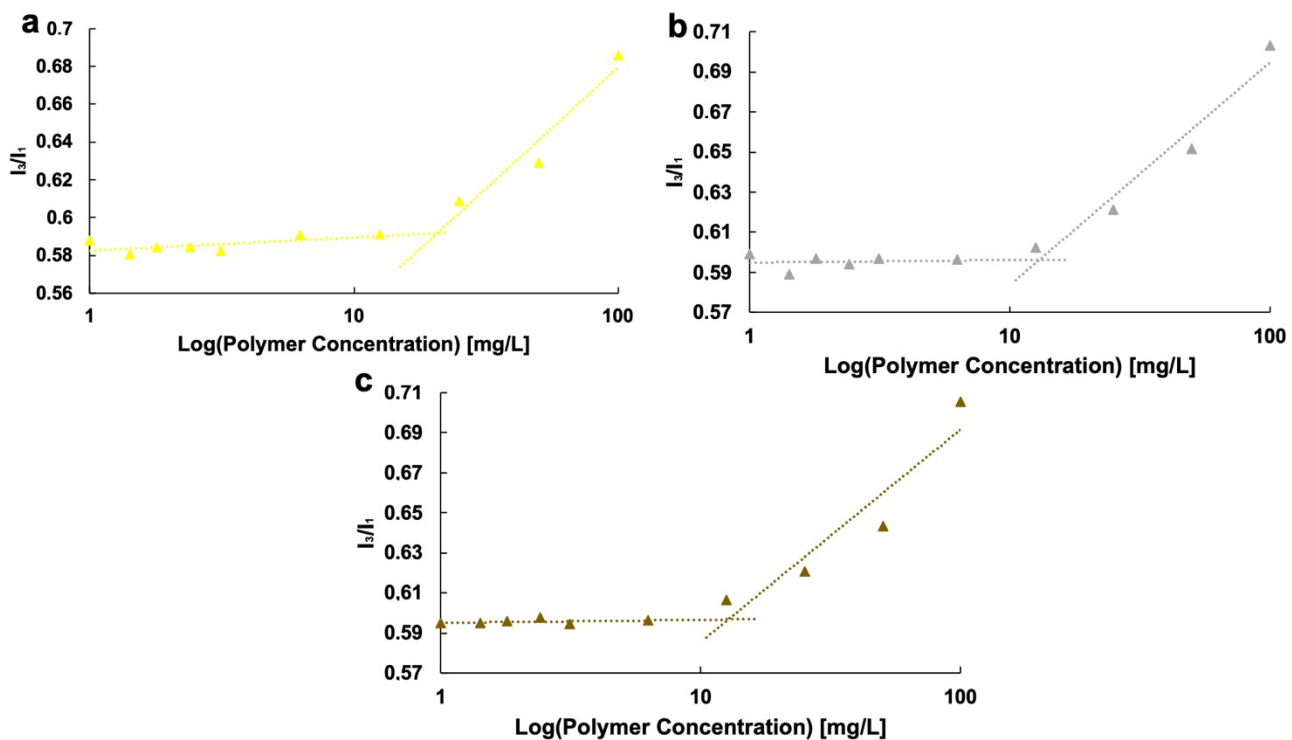 a
0.7
0.68
0.66
0.64
0.62
0.6
0.58
0.56
I₃/I₁
1 10 100
Log(Polymer Concentration) [mg/L]
b
0.71
0.69
0.67
0.65
0.63
0.61
0.59
0.57
I₃/I₁
1 10 100
Log(Polymer Concentration) [mg/L]
c
0.71
0.69
0.67
0.65
0.63
0.61
0.59
0.57
I₃/I₁
1 10 100
Log(Polymer Concentration) [mg/L]